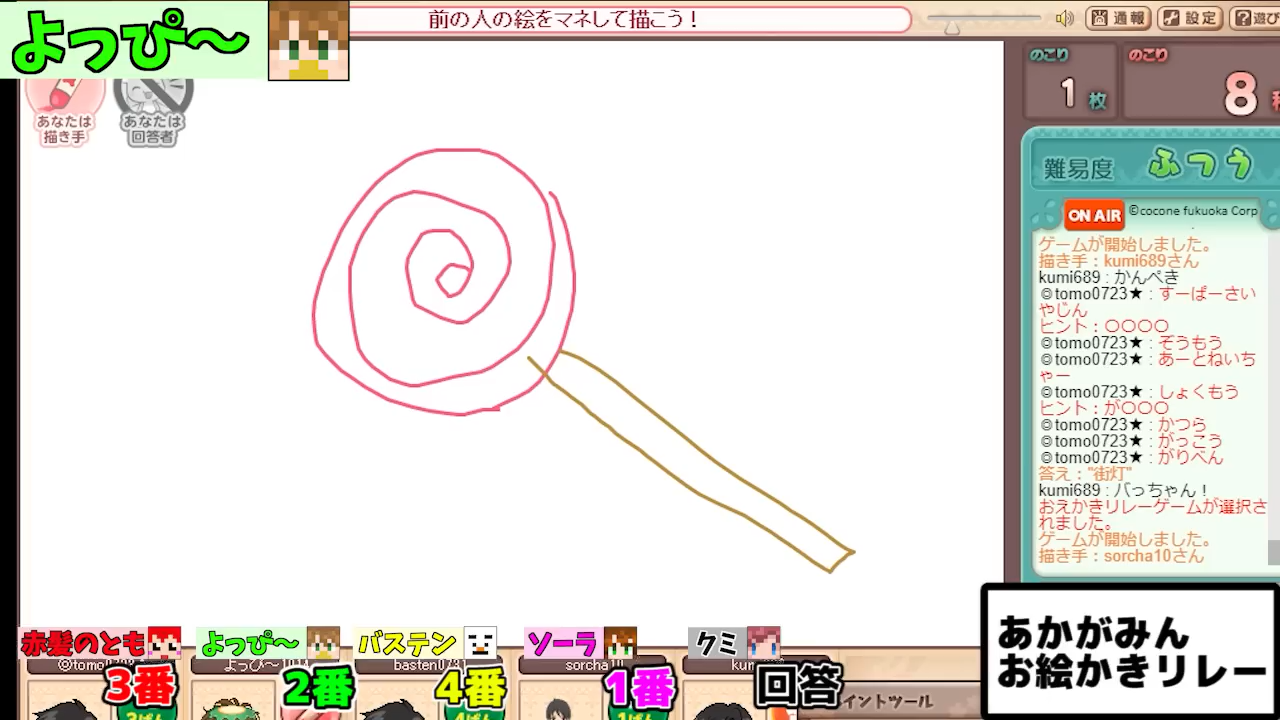 よっぴ～
前の人の絵をマネして描こう！
通報
設定
遊び
あなたは
描き手
あなたは
回答者
のこり
1枚
のこり
8
難易度 ふつう
ON AIR ©cocone fukuoka Corp
ゲームが開始しました。
描き手：kumi689さん
kumi689 : かんぺき
◎tomo0723★ : すーぱーさい
やじん
ヒント：〇〇〇〇
◎tomo0723★ : ぞうもう
◎tomo0723★ : あーとねいち
ゃー
◎tomo0723★ : しょくもう
ヒント：が〇〇〇
◎tomo0723★ : かつら
◎tomo0723★ : がっこう
◎tomo0723★ : がりべん
答え："街灯"
kumi689 : バっちゃん！
おえかきリレーゲームが選択さ
れました。
ゲームが開始しました。
描き手：sorcha10さん
あかがみん
お絵かきリレー
赤髪のとも
よっぴ～
バステン
ソーラ
クミ
3番
2番
4番
1番
回答
イントツール